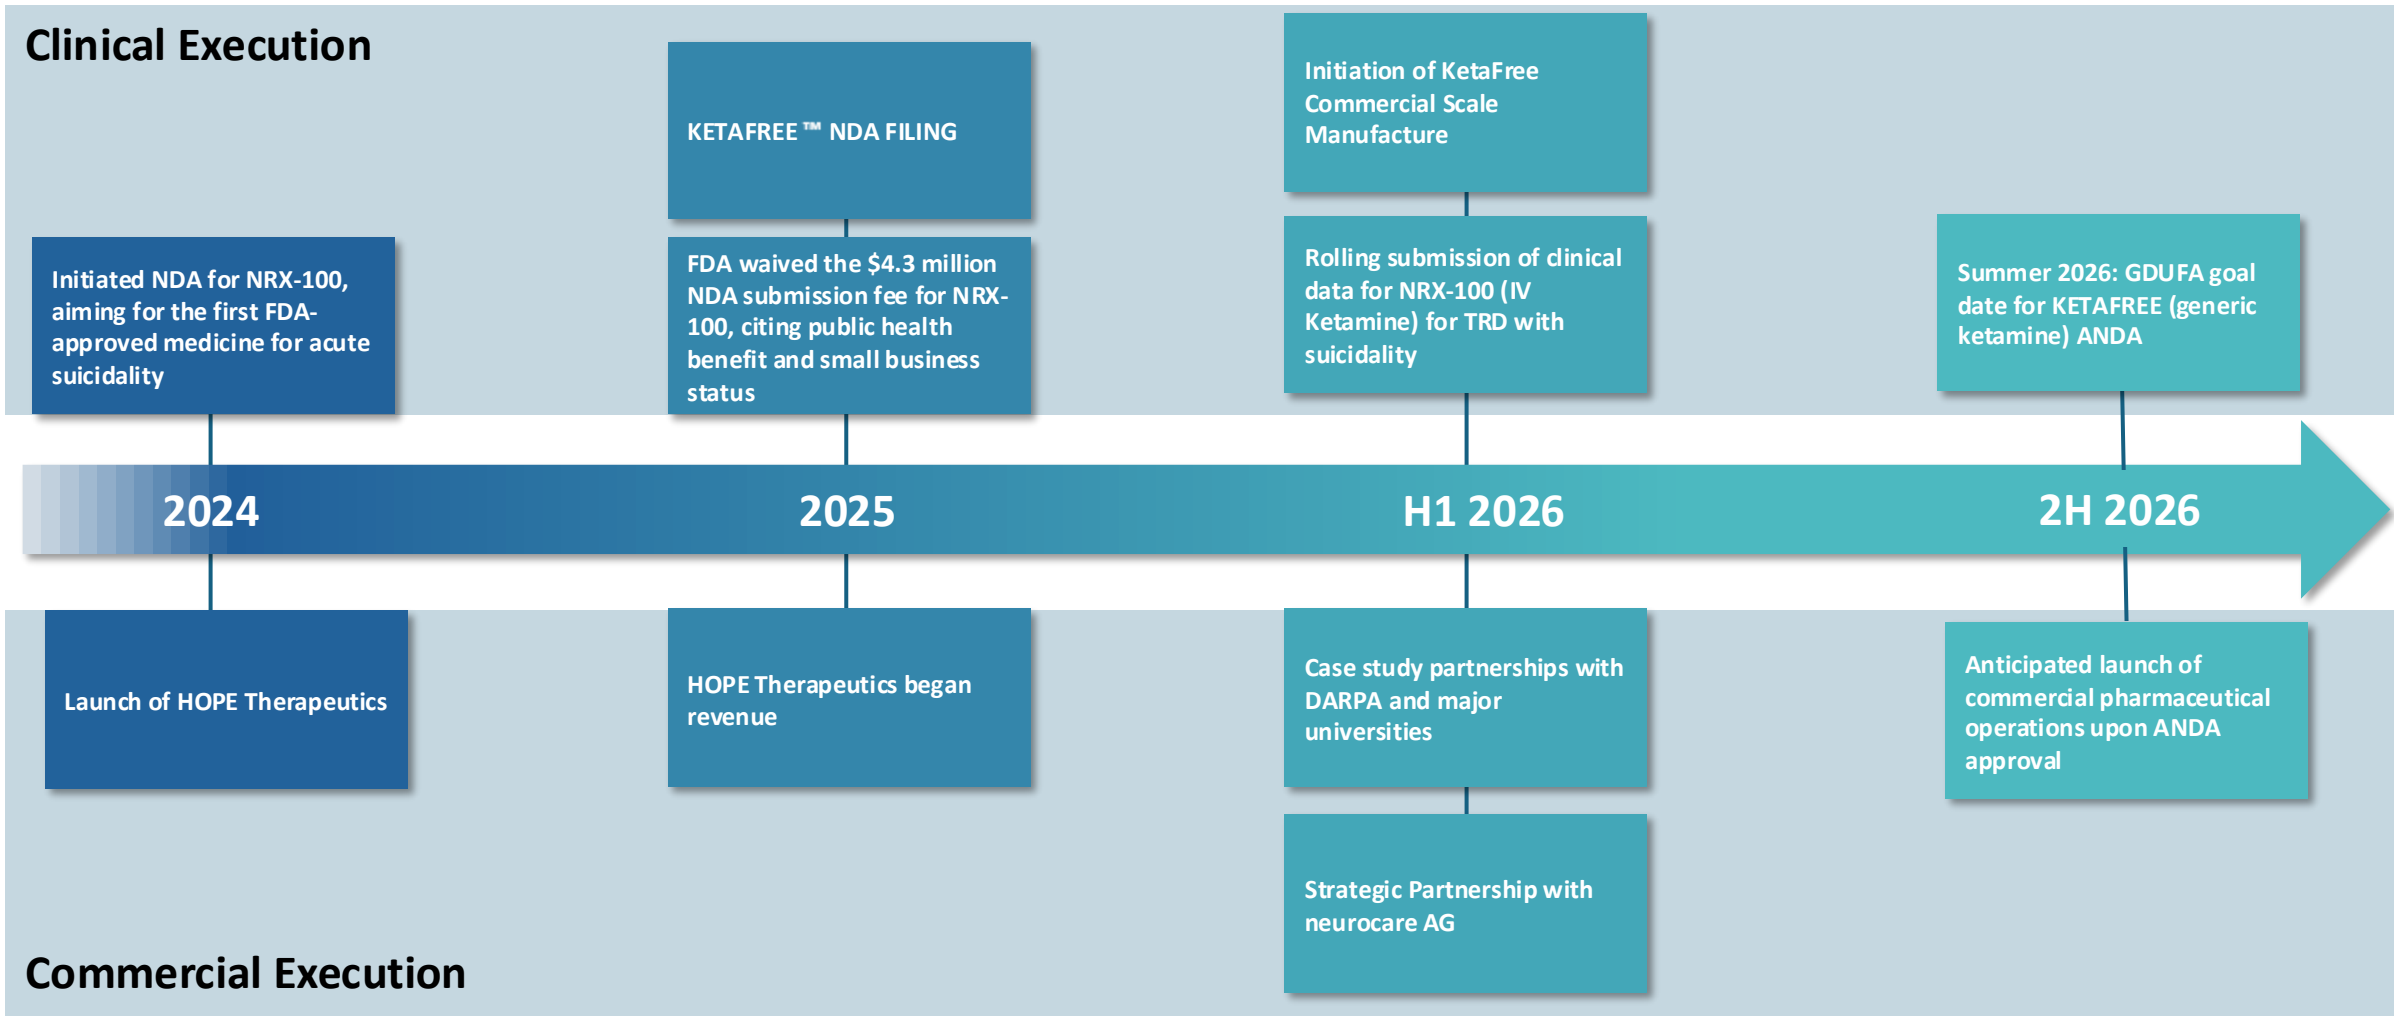 Clinical Execution
Initiated NDA for NRX-100,
aiming for the first FDA-
approved medicine for acute
suicidality
KETAFREE™ NDA FILING
FDA waived the $4.3 million
NDA submission fee for NRX-
100, citing public health
benefit and small business
status
Initiation of KetaFree
Commercial Scale
Manufacture
Rolling submission of clinical
data for NRX-100 (IV
Ketamine) for TRD with
suicidality
Summer 2026: GDUFA goal
date for KETAFREE (generic
ketamine) ANDA
2024
2025
H1 2026
2H 2026
Launch of HOPE Therapeutics
HOPE Therapeutics began
revenue
Case study partnerships with
DARPA and major
universities
Strategic Partnership with
neurocare AG
Anticipated launch of
commercial pharmaceutical
operations upon ANDA
approval
Commercial Execution